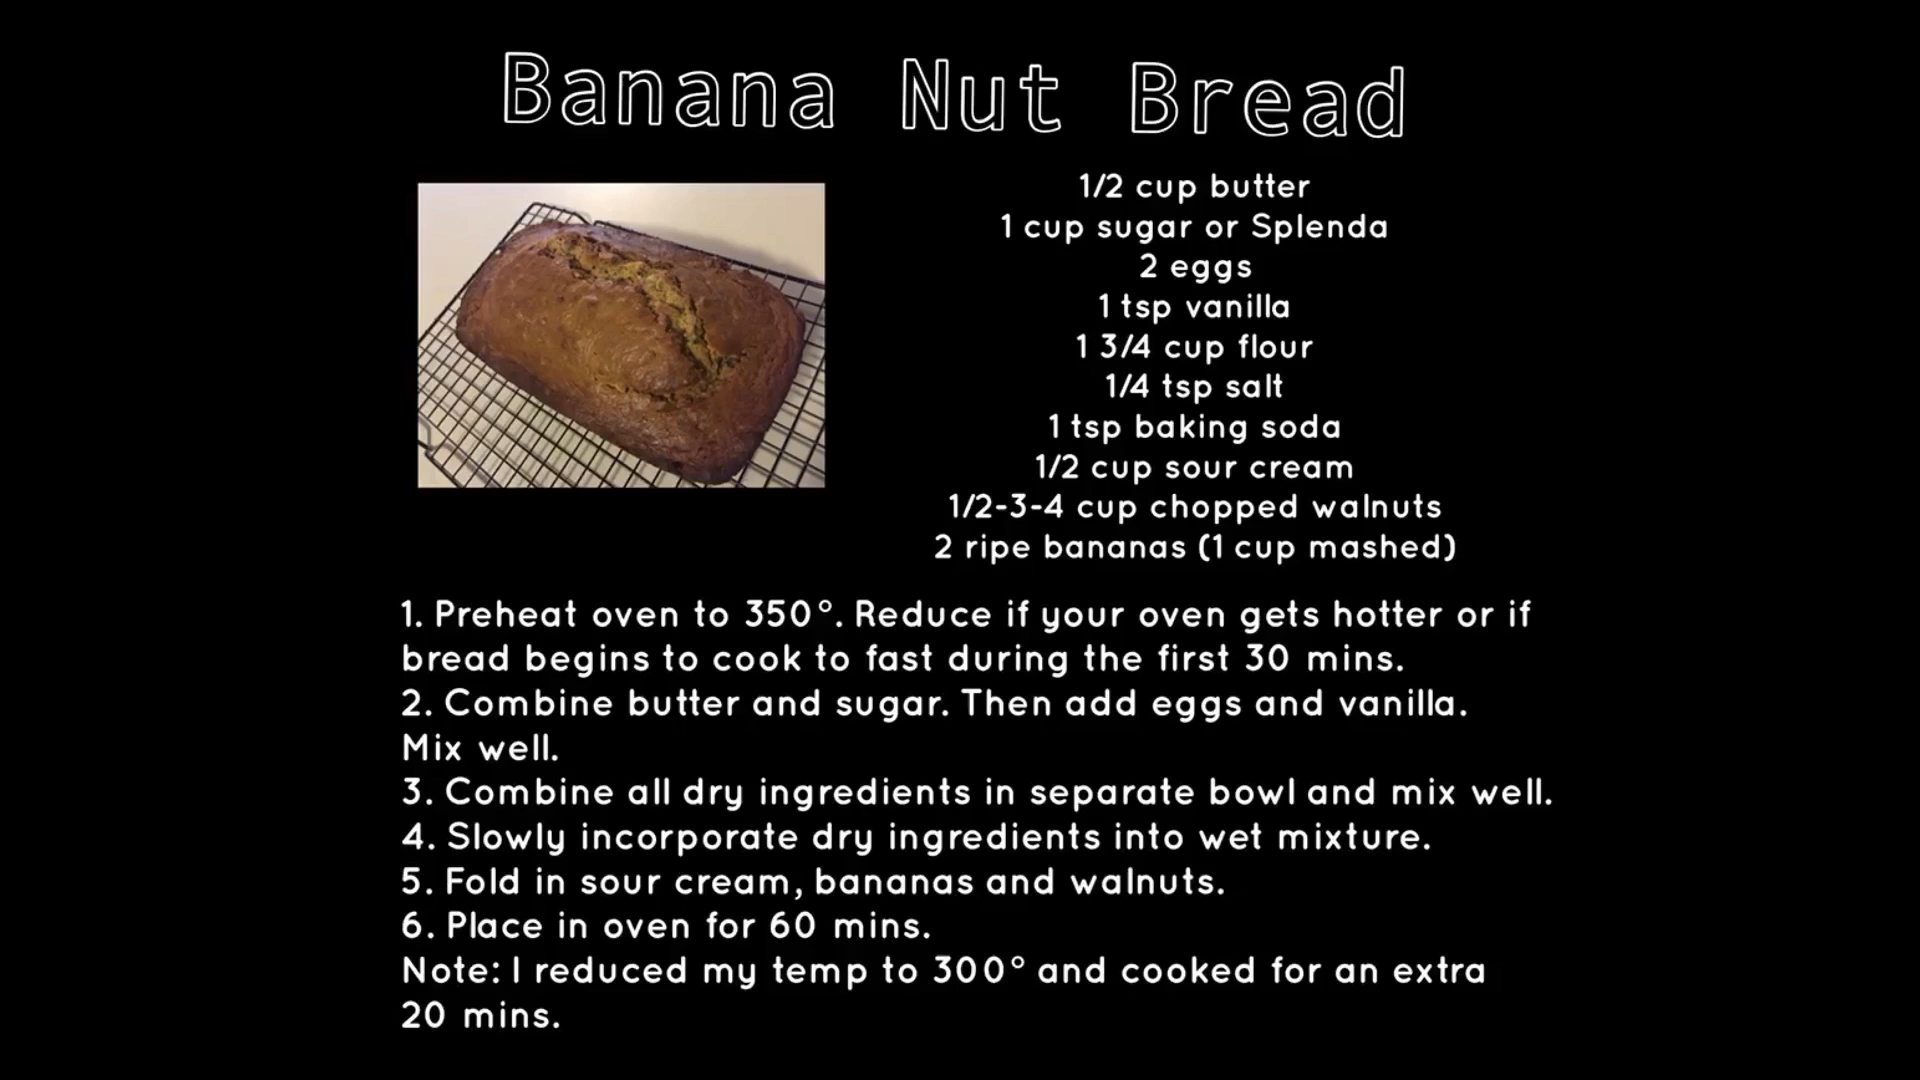 Banana Nut Bread
1/2 cup butter
1 cup sugar or Splenda
2 eggs
1 tsp vanilla
1 3/4 cup flour
1/4 tsp salt
1 tsp baking soda
1/2 cup sour cream
1/2-3-4 cup chopped walnuts
2 ripe bananas (1 cup mashed)
1. Preheat oven to 350°. Reduce if your oven gets hotter or if
bread begins to cook to fast during the first 30 mins.
2. Combine butter and sugar. Then add eggs and vanilla.
Mix well.
3. Combine all dry ingredients in separate bowl and mix well.
4. Slowly incorporate dry ingredients into wet mixture.
5. Fold in sour cream, bananas and walnuts.
6. Place in oven for 60 mins.
Note: I reduced my temp to 300° and cooked for an extra
20 mins.